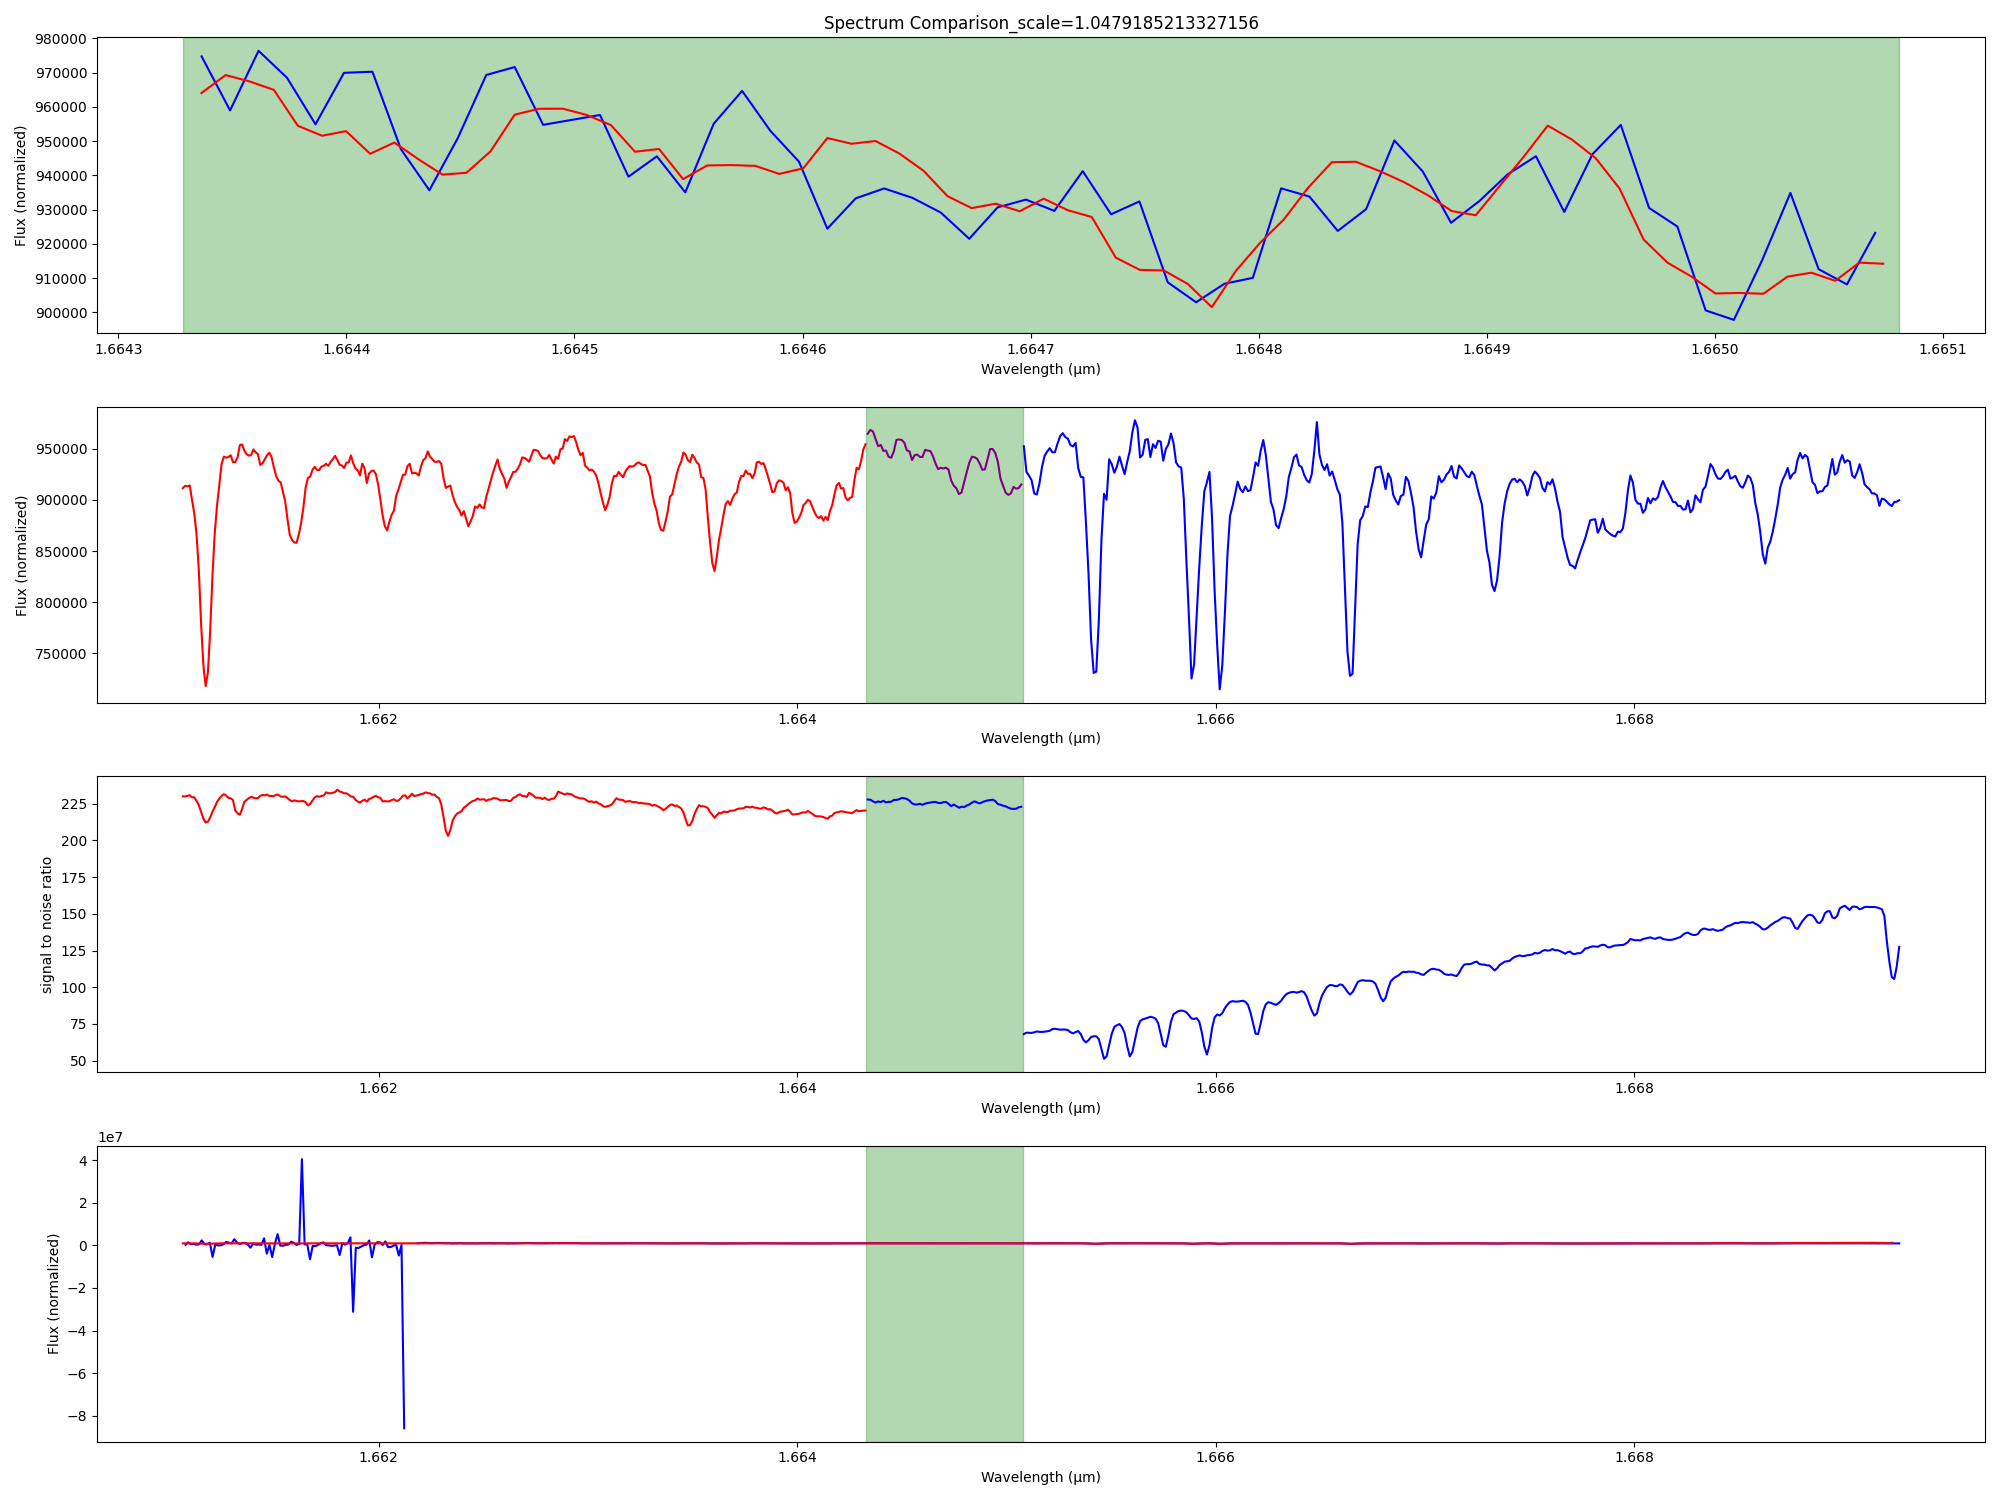 Spectrum Comparison_scale=1.0479185213327156
980000
970000
960000
950000
940000
930000
920000
910000
900000
Flux (normalized)
1.6643 1.6644 1.6645 1.6646 1.6647 1.6648 1.6649 1.6650 1.6651
Wavelength (μm)
950000
900000
850000
800000
750000
Flux (normalized)
1.662 1.664 1.666 1.668
Wavelength (μm)
225
200
175
150
125
100
75
50
signal to noise ratio
1.662 1.664 1.666 1.668
Wavelength (μm)
1e7
4
2
0
−2
−4
−6
−8
Flux (normalized)
1.662 1.664 1.666 1.668
Wavelength (μm)